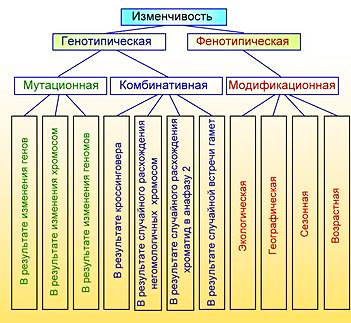 Изменчивость
Генотипическая
Фенотипическая
Мутационная
Комбинативная
Модификационная
В результате изменения генов
В результате изменения хромосом
В результате изменения геномов
В результате кроссинговера
В результате случайного расхождения
негомологичных хромосом
В результате случайного расхождения
хроматид в анафазу 2
В результате случайной встречи гамет
Экологическая
Географическая
Сезонная
Возрастная